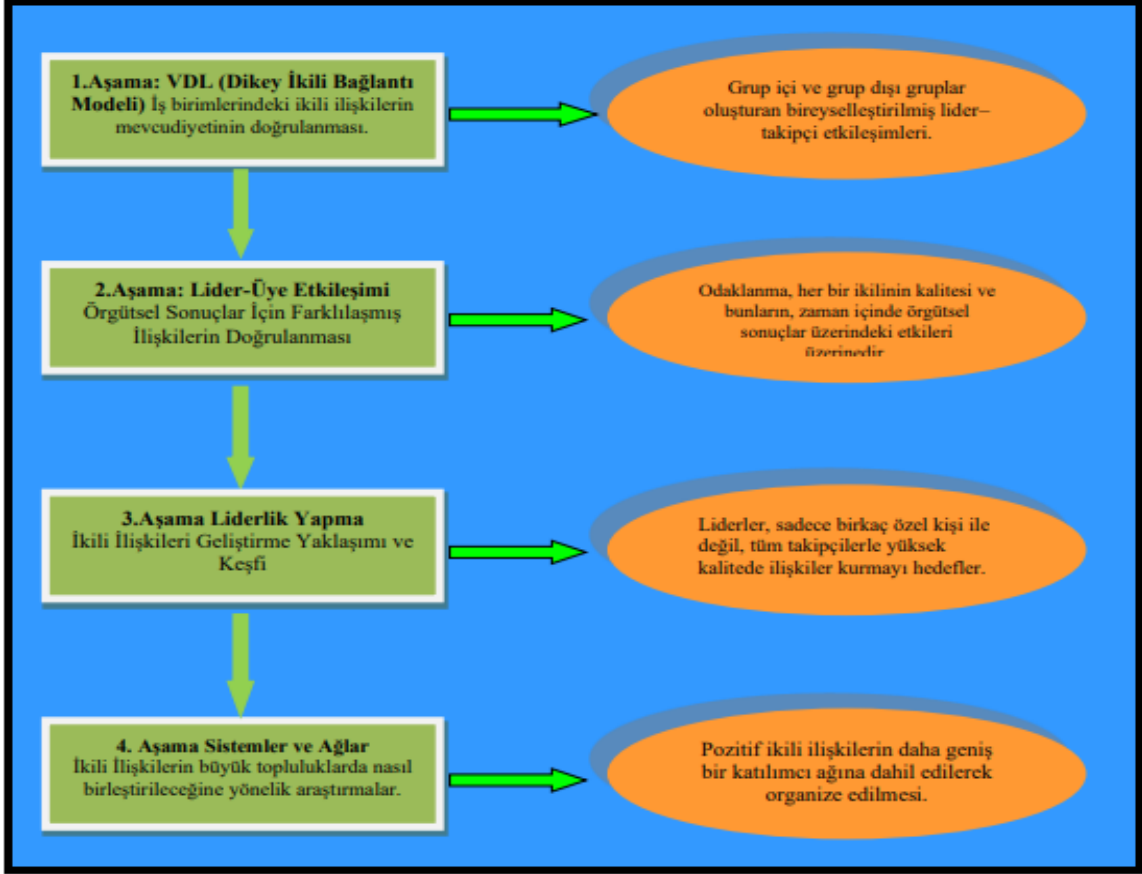 1.Aşama: VDL (Dikey İkili Bağlantı
Modeli) İş birimlerindeki ikili ilişkilerin
mevcudiyetinin doğrulanması.
Grup içi ve grup dışı gruplar
oluşturan bireyselleştirilmiş lider–
takipçi etkileşimleri.
2.Aşama: Lider-Üye Etkileşimi
Örgütsel Sonuçlar İçin Farklılaşmış
İlişkilerin Doğrulanması
Odaklanma, her bir ikilinin kalitesi ve
bunların, zaman içinde örgütsel
sonuçlar üzerindeki etkileri
üzerinedir
3.Aşama Liderlik Yapma
İkili İlişkileri Geliştirme Yaklaşımı ve
Keşfi
Liderler, sadece birkaç özel kişi ile
değil, tüm takipçilerle yüksek
kalitede ilişkiler kurmayı hedefler.
4. Aşama Sistemler ve Ağlar
İkili İlişkilerin büyük topluluklarda nasıl
birleştirileceğine yönelik araştırmalar.
Pozitif ikili ilişkilerin daha geniş
bir katılımcı ağına dahil edilerek
organize edilmesi.